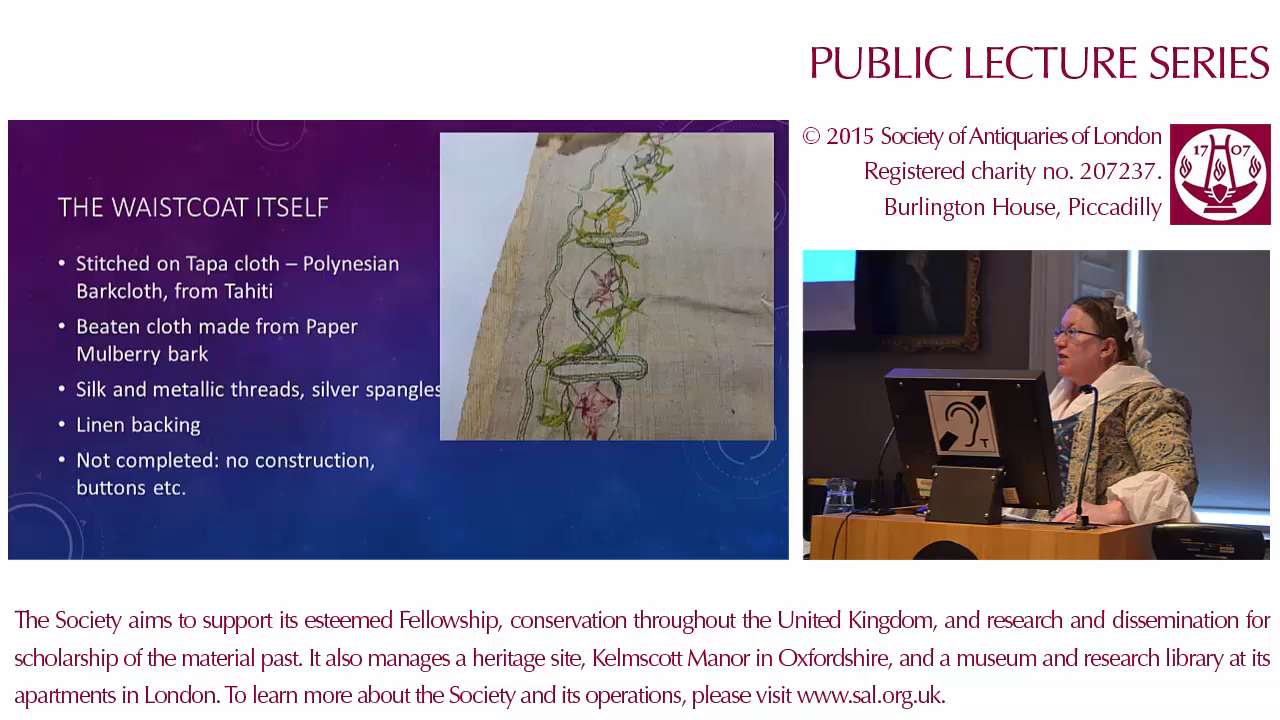 PUBLIC LECTURE SERIES
© 2015 Society of Antiquaries of London
Registered charity no. 207237.
Burlington House, Piccadilly
17 07
THE WAISTCOAT ITSELF
• Stitched on Tapa cloth – Polynesian
Barkcloth, from Tahiti
• Beaten cloth made from Paper
Mulberry bark
• Silk and metallic threads, silver spangles
• Linen backing
• Not completed: no construction,
buttons etc.
T
The Society aims to support its esteemed Fellowship, conservation throughout the United Kingdom, and research and dissemination for
scholarship of the material past. It also manages a heritage site, Kelmscott Manor in Oxfordshire, and a museum and research library at its
apartments in London. To learn more about the Society and its operations, please visit www.sal.org.uk.